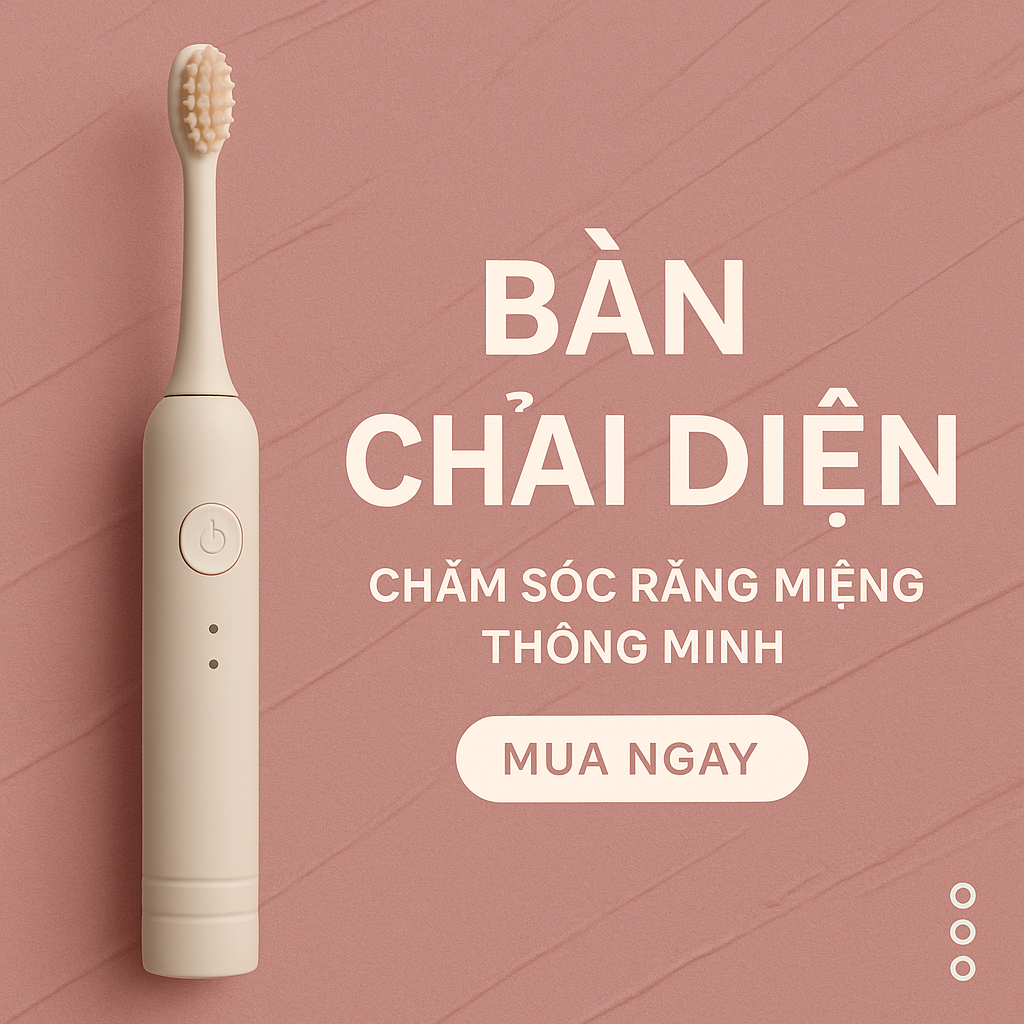 BÀN
CHẢI DIỆN
CHĂM SÓC RĂNG MIỆNG
THÔNG MINH
MUA NGAY